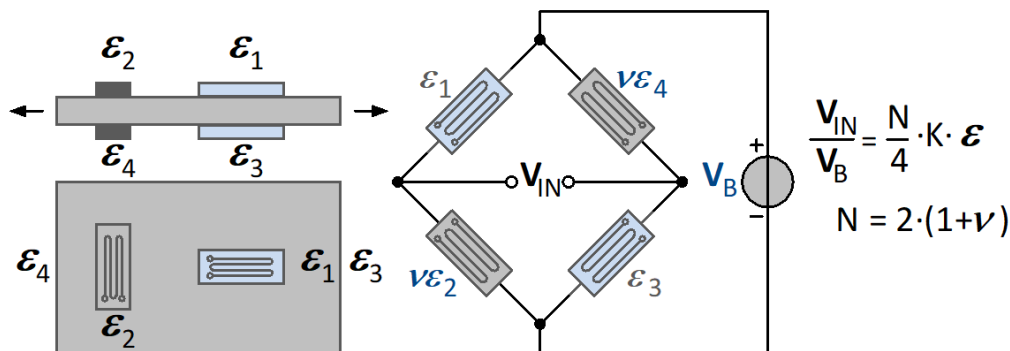 ε2 ε1
ε4 ε3
ε4 ε1 ε3
ε2
ε1 νε4
VIN VB + −
νε2 ε3
VIN/VB = N/4 ·K· ε
N = 2·(1+ν)